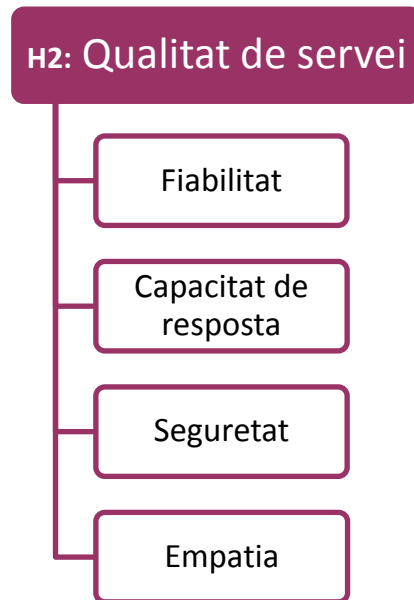 H2: Qualitat de servei
Fiabilitat
Capacitat de
resposta
Seguretat
Empatia